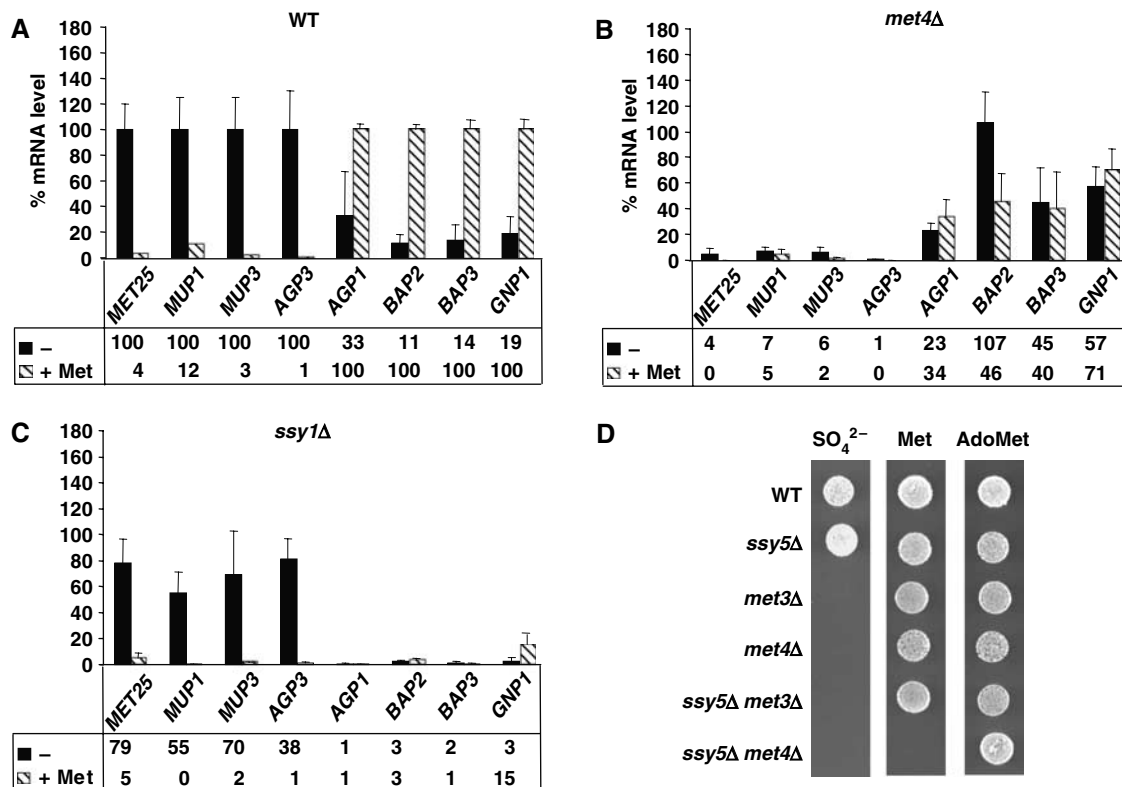 A
WT
180
160
140
120
100
80
60
40
20
0
% mRNA level
MET25 MUP1 MUP3 AGP3 AGP1 BAP2 BAP3 GNP1
– 100 100 100 100 33 11 14 19
+ Met 4 12 3 1 100 100 100 100
B
met4Δ
180
160
140
120
100
80
60
40
20
0
% mRNA level
MET25 MUP1 MUP3 AGP3 AGP1 BAP2 BAP3 GNP1
– 4 7 6 1 23 107 45 57
+ Met 0 5 2 0 34 46 40 71
C
ssy1Δ
180
160
140
120
100
80
60
40
20
0
MET25 MUP1 MUP3 AGP3 AGP1 BAP2 BAP3 GNP1
– 79 55 70 38 1 3 2 3
+ Met 5 0 2 1 1 3 1 15
D
SO₄²⁻ Met AdoMet
WT
ssy5Δ
met3Δ
met4Δ
ssy5Δ met3Δ
ssy5Δ met4Δ